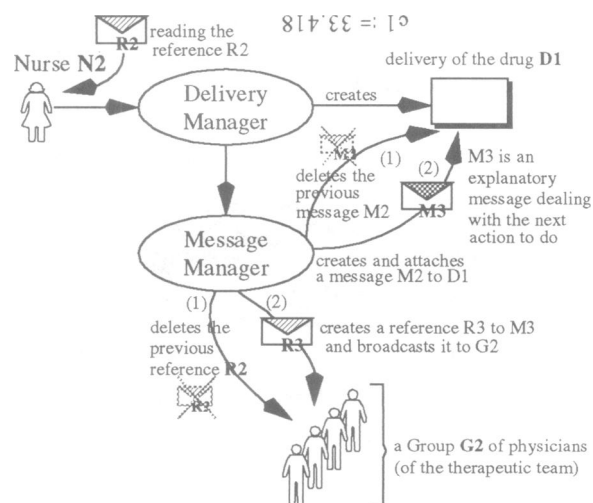 c1 := 33.418
R2
reading the
reference R2
Nurse N2
delivery of the drug D1
Delivery
Manager
creates
(1)
(2)
deletes the
previous
message M2
M3
M3 is an
explanatory
message dealing
with the next
action to do
Message
Manager
creates and attaches
a message M2 to D1
(1)
(2)
deletes the
previous
reference R2
R2
R3
creates a reference R3 to M3
and broadcasts it to G2
a Group G2 of physicians
(of the therapeutic team)